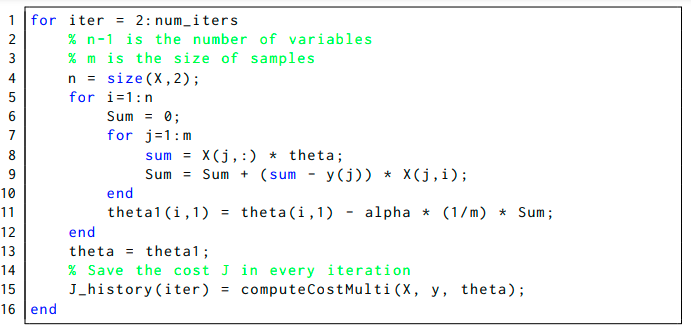 1 for iter = 2:num_iters
2 % n-1 is the number of variables
3 % m is the size of samples
4 n = size(X,2);
5 for i=1:n
6 Sum = 0;
7 for j=1:m
8 sum = X(j,:) * theta;
9 Sum = Sum + (sum - y(j)) * X(j,i);
10 end
11 theta1(i,1) = theta(i,1) - alpha * (1/m) * Sum;
12 end
13 theta = theta1;
14 % Save the cost J in every iteration
15 J_history(iter) = computeCostMulti(X, y, theta);
16 end